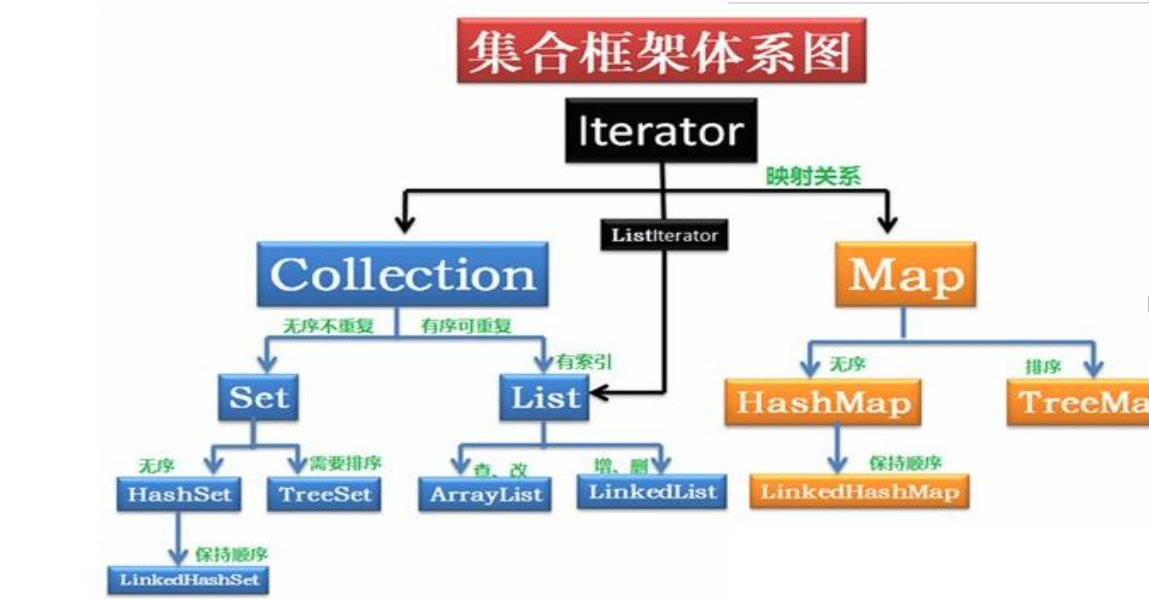 集合框架体系图
Iterator
映射关系
ListIterator
Collection
Map
无序不重复
有序可重复
有索引
无序
排序
Set
List
HashMap
TreeMa
无序
需要排序
查、改
增、删
保持顺序
HashSet
TreeSet
ArrayList
LinkedList
LinkedHashMap
保持顺序
LinkedHashSet